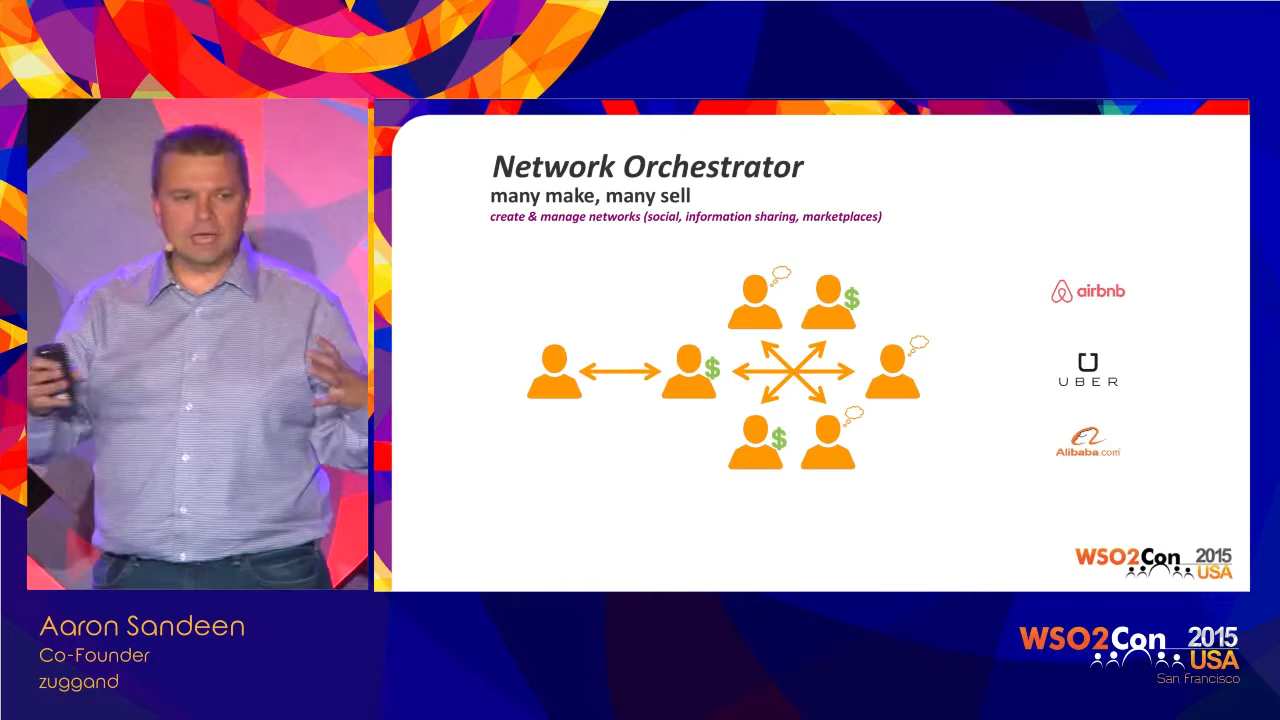 Network Orchestrator
many make, many sell
create & manage networks (social, information sharing, marketplaces)
$
$
$
airbnb
UBER
Alibaba.com
WSO2Con 2015
USA
Aaron Sandeen
Co-Founder
zuggand
WSO2Con 2015
USA
San Francisco